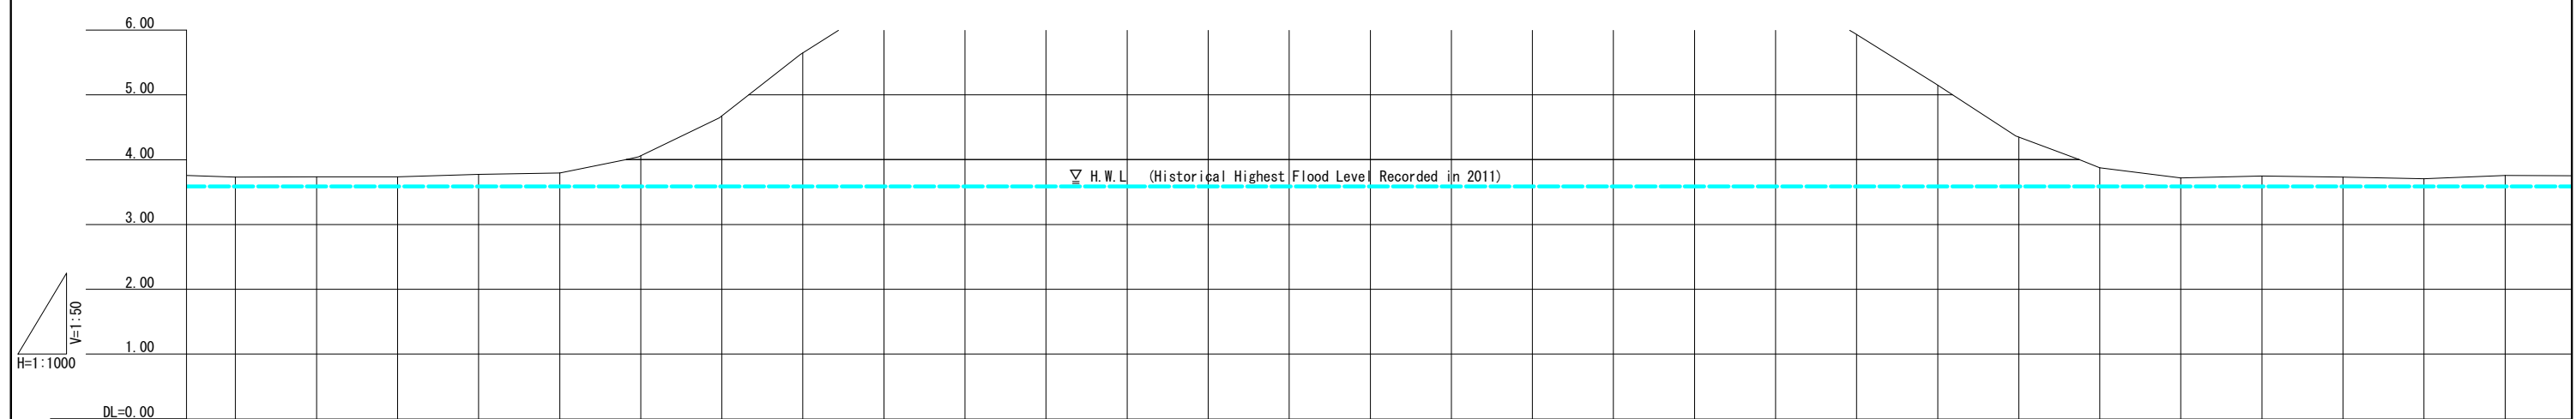 6.00
5.00
4.00
▽ H.W.L (Historical Highest Flood Level Recorded in 2011)
3.00
2.00
V=1:50
1.00
H=1:1000
DL=0.00